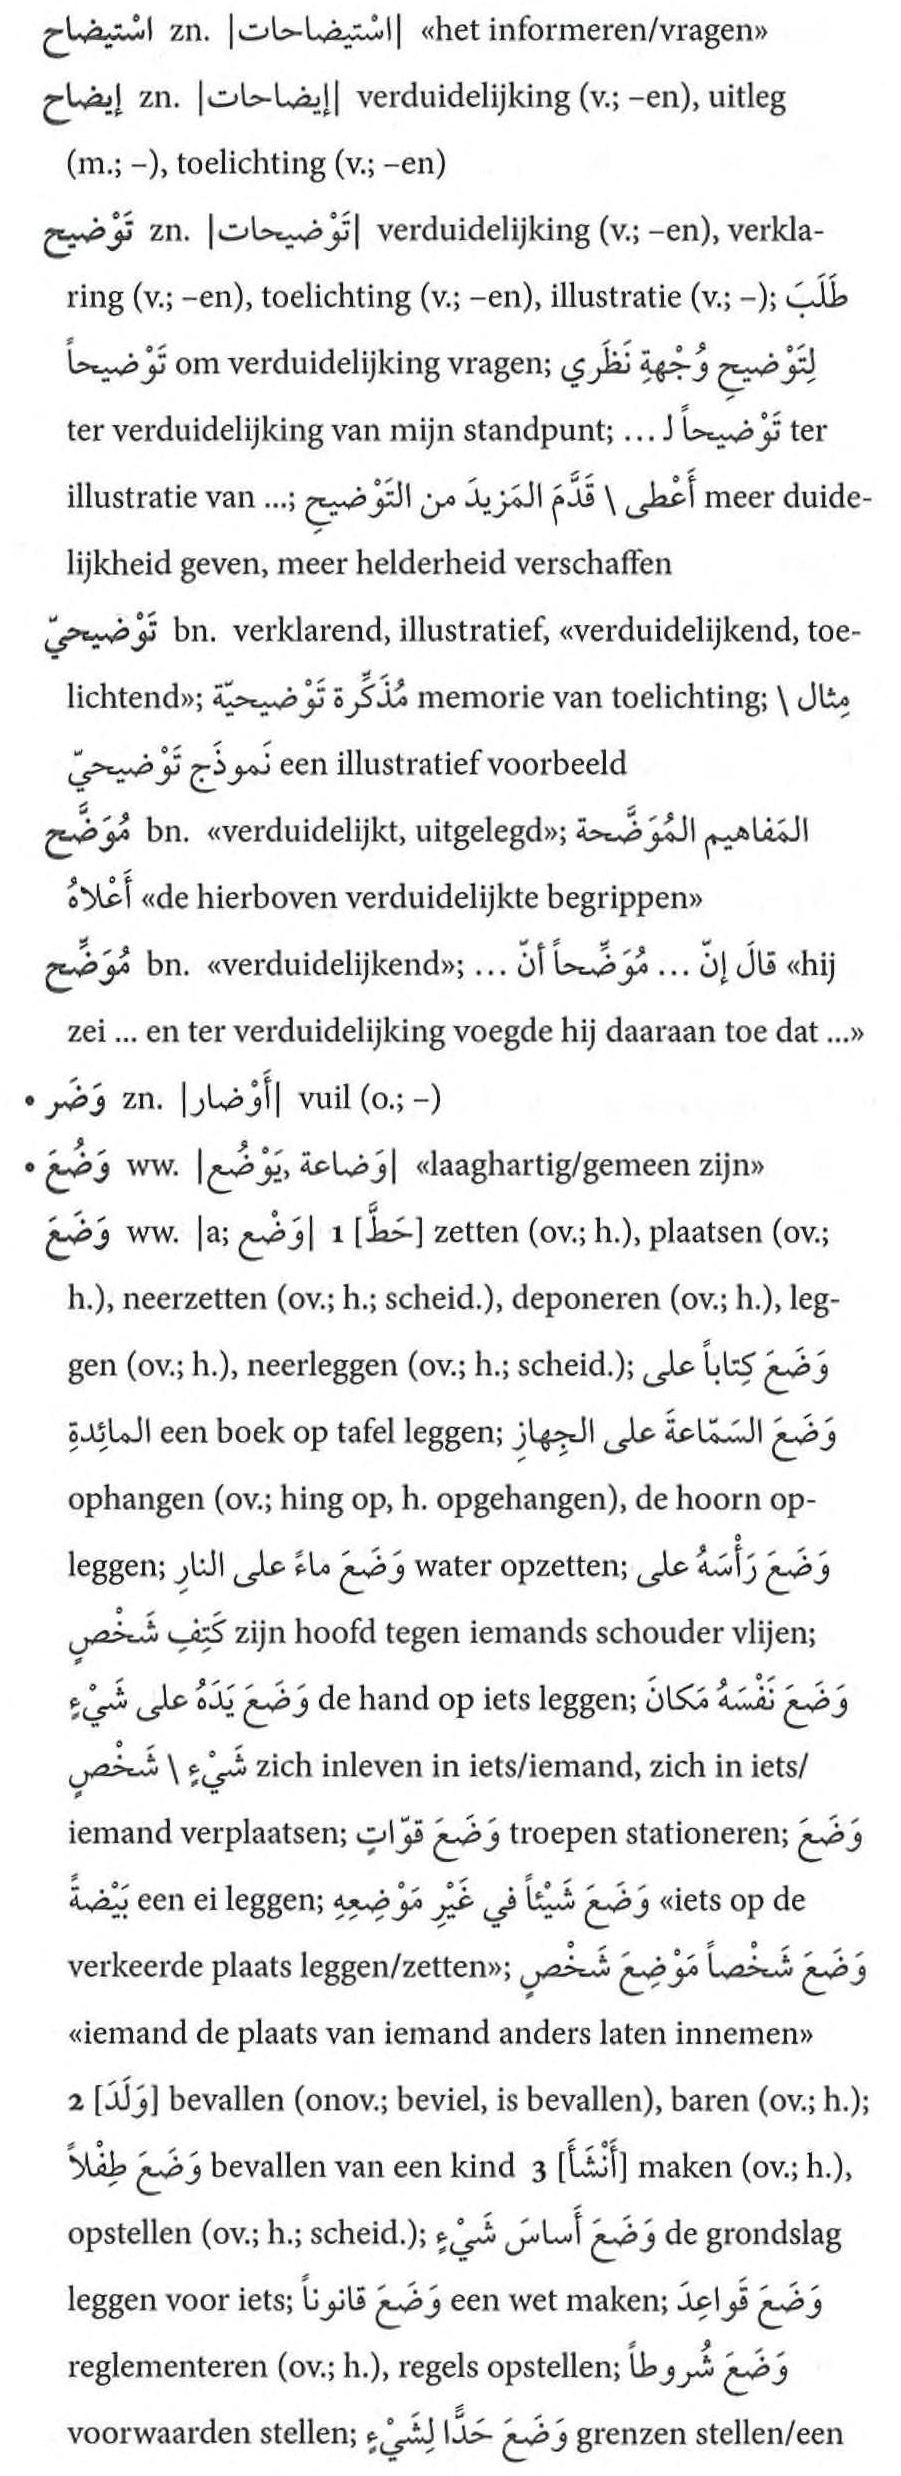 اسْتيضاح zn. |اسْتيضاحات| «het informeren/vragen»
إيضاح zn. |إيضاحات| verduidelijking (v.; –en), uitleg
(m.; –), toelichting (v.; –en)
تَوْضيح zn. |تَوْضيحات| verduidelijking (v.; –en), verkla-
ring (v.; –en), toelichting (v.; –en), illustratie (v.; –); طَلَبَ
تَوْضيحاً om verduidelijking vragen; لِتَوْضيحِ وُجْهةِ نَظَري
ter verduidelijking van mijn standpunt; تَوْضيحاً لـ ... ter
illustratie van ...; أَعْطى \ قَدَّمَ المَزيدَ من التَوْضيحِ meer duide-
lijkheid geven, meer helderheid verschaffen
تَوْضيحيّ bn. verklarend, illustratief, «verduidelijkend, toe-
lichtend»; مُذَكِّرة تَوْضيحيّة memorie van toelichting; مِثال \
نَموذَج تَوْضيحيّ een illustratief voorbeeld
مُوَضَّح bn. «verduidelijkt, uitgelegd»; المَفاهيم المُوَضَّحة
أَعْلاهُ «de hierboven verduidelijkte begrippen»
مُوَضِّح bn. «verduidelijkend»; قالَ إنّ ... مُوَضِّحاً أنّ ... «hij
zei ... en ter verduidelijking voegde hij daaraan toe dat ...»
• وَضَر zn. |أَوْضار| vuil (o.; –)
• وَضُعَ ww. |يَوْضُع, وَضاعة| «laaghartig/gemeen zijn»
وَضَعَ ww. |a; وَضْع| 1 [حَطَّ] zetten (ov.; h.), plaatsen (ov.;
h.), neerzetten (ov.; h.; scheid.), deponeren (ov.; h.), leg-
gen (ov.; h.), neerleggen (ov.; h.; scheid.); وَضَعَ كِتاباً على
المائِدةِ een boek op tafel leggen; وَضَعَ السَمّاعةَ على الجِهازِ
ophangen (ov.; hing op, h. opgehangen), de hoorn op-
leggen; وَضَعَ ماءً على النارِ water opzetten; وَضَعَ رَأْسَهُ على
كَتِفِ شَخْصٍ zijn hoofd tegen iemands schouder vlijen;
وَضَعَ يَدَهُ على شَيْءٍ de hand op iets leggen; وَضَعَ نَفْسَهُ مَكانَ
شَيْءٍ \ شَخْصٍ zich inleven in iets/iemand, zich in iets/
iemand verplaatsen; وَضَعَ قوّاتٍ troepen stationeren; وَضَعَ
بَيْضةً een ei leggen; وَضَعَ شَيْئاً في غَيْرِ مَوْضِعِهِ «iets op de
verkeerde plaats leggen/zetten»; وَضَعَ شَخْصاً مَوْضِعَ شَخْصٍ
«iemand de plaats van iemand anders laten innemen»
2 [وَلَدَ] bevallen (onov.; beviel, is bevallen), baren (ov.; h.);
وَضَعَ طِفْلاً bevallen van een kind 3 [أَنْشَأَ] maken (ov.; h.),
opstellen (ov.; h.; scheid.); وَضَعَ أَساسَ شَيْءٍ de grondslag
leggen voor iets; وَضَعَ قانوناً een wet maken; وَضَعَ قَواعِدَ
reglementeren (ov.; h.), regels opstellen; وَضَعَ شُروطاً
voorwaarden stellen; وَضَعَ حَدًّا لِشَيْءٍ grenzen stellen/een